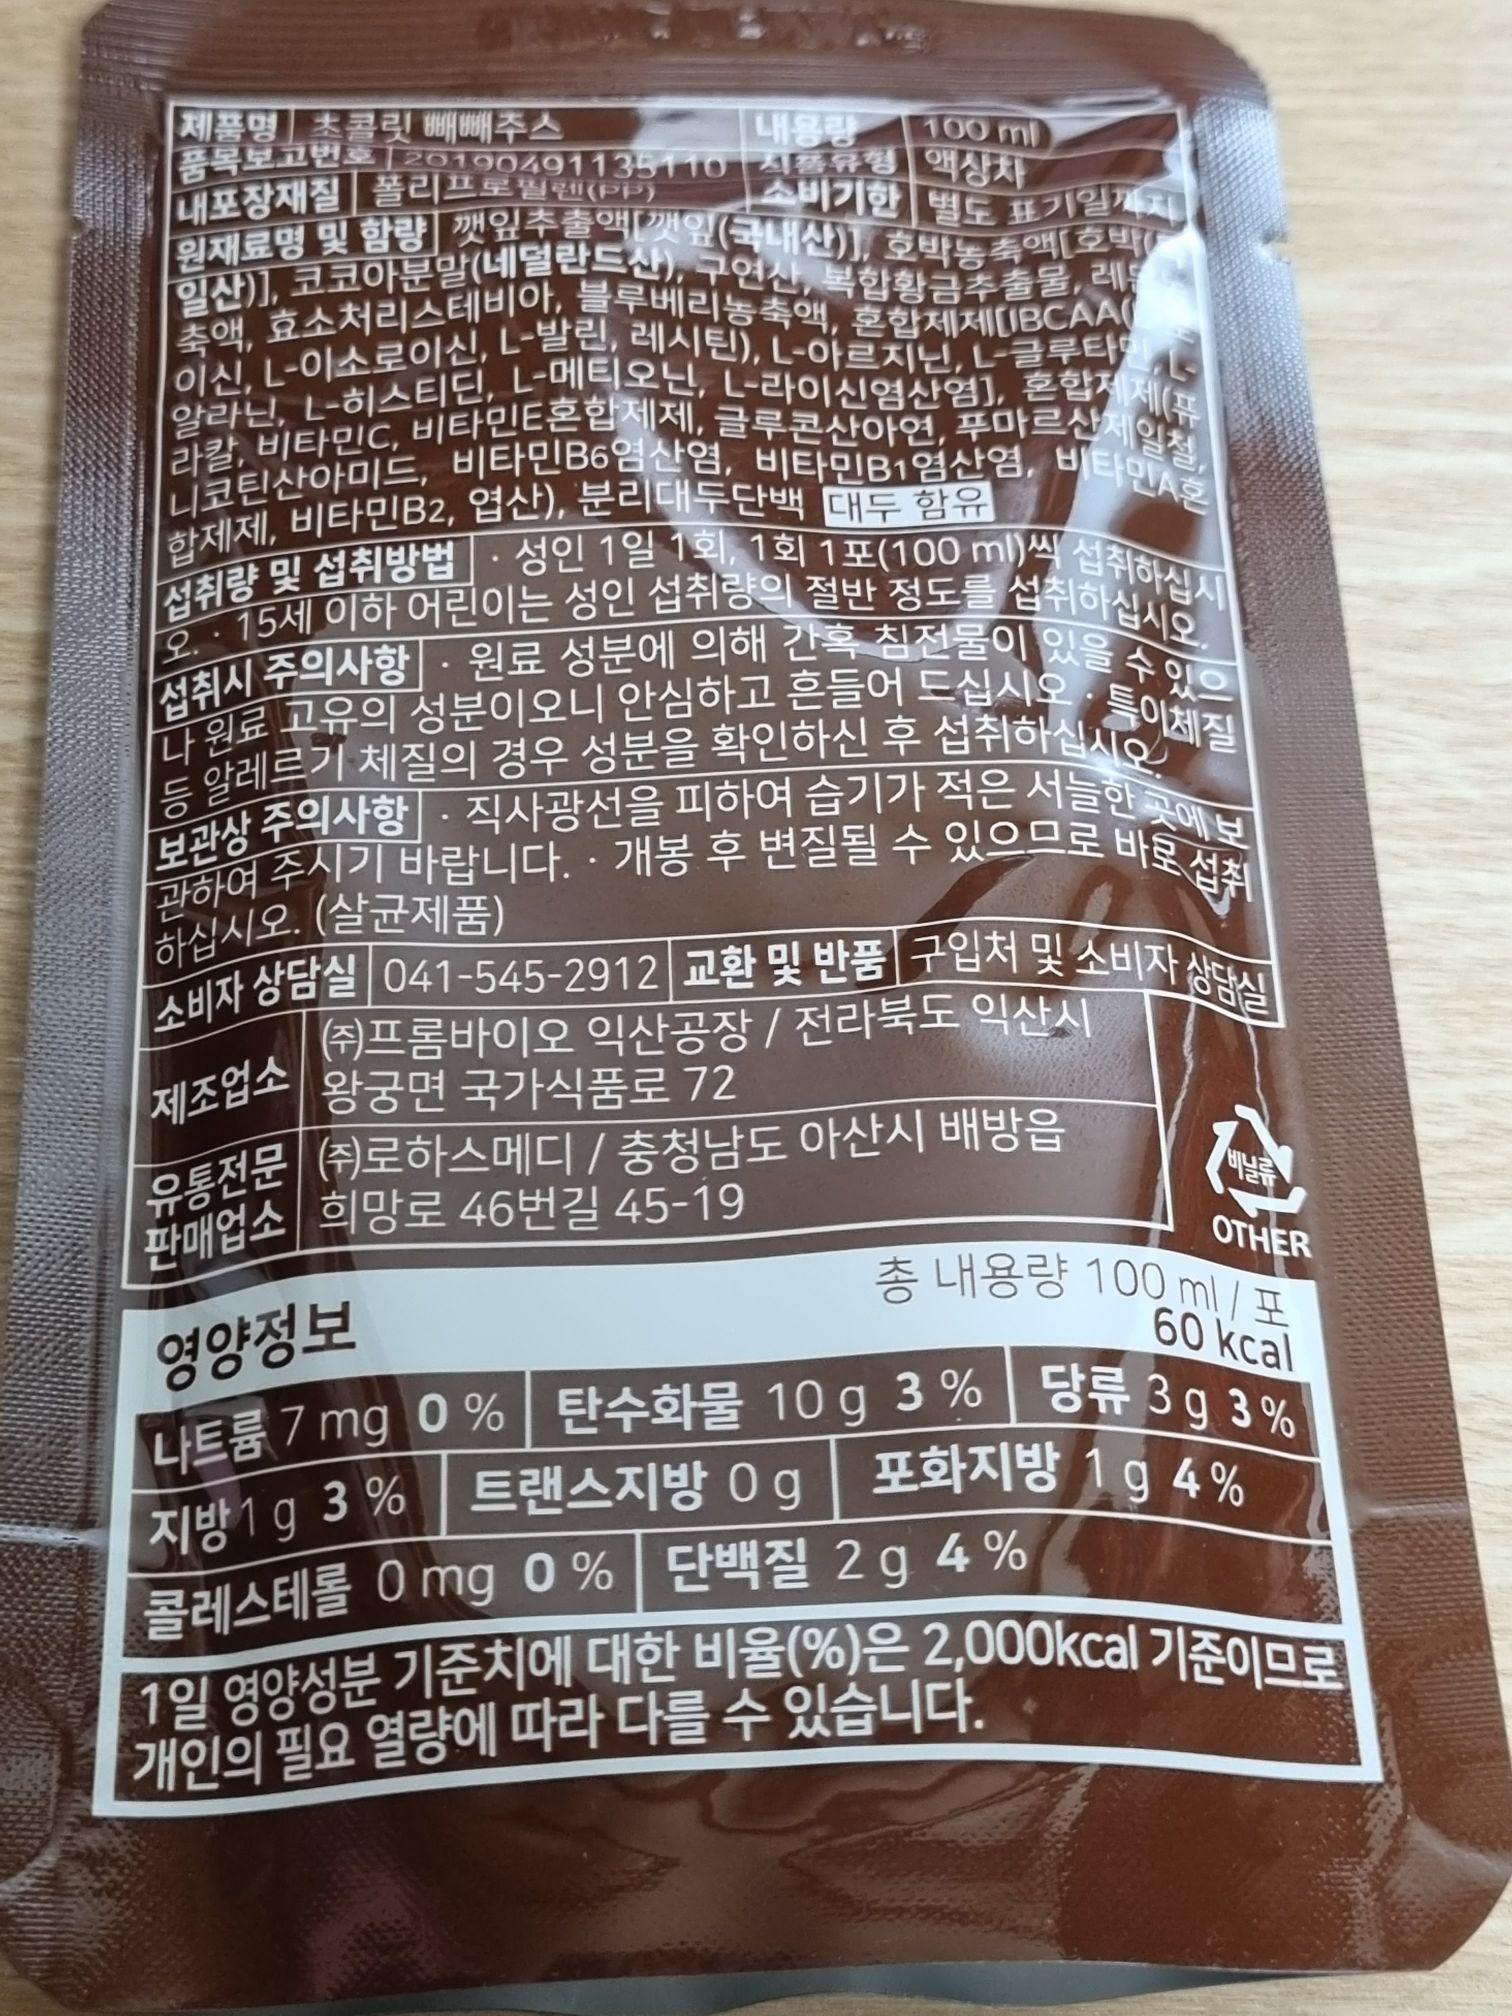 제품명 초콜릿 빼빼주스 내용량 100 ml
품목보고번호 20190491135110 식품유형 액상차
내포장재질 폴리프로필렌(PP) 소비기한 별도 표기일까지
원재료명 및 함량 깻잎추출액[깻잎(국내산)], 호박농축액[호박(
일산)], 코코아분말(네덜란드산), 구연산, 복합황금추출물, 레
축액, 효소처리스테비아, 블루베리농축액, 혼합제제[(BCAA(
이신, L-이소로이신, L-발린, 레시틴), L-아르지닌, L-글루타민, L-
알라닌, L-히스티딘, L-메티오닌, L-라이신염산염], 혼합제제(퓨
라칼, 비타민C, 비타민E혼합제제, 글루콘산아연, 푸마르산제일철,
니코틴산아미드, 비타민B6염산염, 비타민B1염산염, 비타민A혼
합제제, 비타민B2, 엽산), 분리대두단백 대두 함유
섭취량 및 섭취방법 · 성인 1일 1회, 1회 1포(100 ml)씩 섭취하십시
오. · 15세 이하 어린이는 성인 섭취량의 절반 정도를 섭취하십시오.
섭취시 주의사항 · 원료 성분에 의해 간혹 침전물이 있을 수 있으
나 원료 고유의 성분이오니 안심하고 흔들어 드십시오 · 특이체질
등 알레르기 체질의 경우 성분을 확인하신 후 섭취하십시오.
보관상 주의사항 · 직사광선을 피하여 습기가 적은 서늘한 곳에 보
관하여 주시기 바랍니다. · 개봉 후 변질될 수 있으므로 바로 섭취
하십시오. (살균제품)
소비자 상담실 041-545-2912 교환 및 반품 구입처 및 소비자 상담실
제조업소 (주)프롬바이오 익산공장 / 전라북도 익산시
왕궁면 국가식품로 72
유통전문 판매업소 (주)로하스메디 / 충청남도 아산시 배방읍
희망로 46번길 45-19
비닐류
OTHER
영양정보 총 내용량 100 ml / 포
60 kcal
나트륨 7 mg 0 % 탄수화물 10 g 3 % 당류 3 g 3 %
지방 1 g 3 % 트랜스지방 0 g 포화지방 1 g 4 %
콜레스테롤 0 mg 0 % 단백질 2 g 4 %
1일 영양성분 기준치에 대한 비율(%)은 2,000kcal 기준이므로
개인의 필요 열량에 따라 다를 수 있습니다.